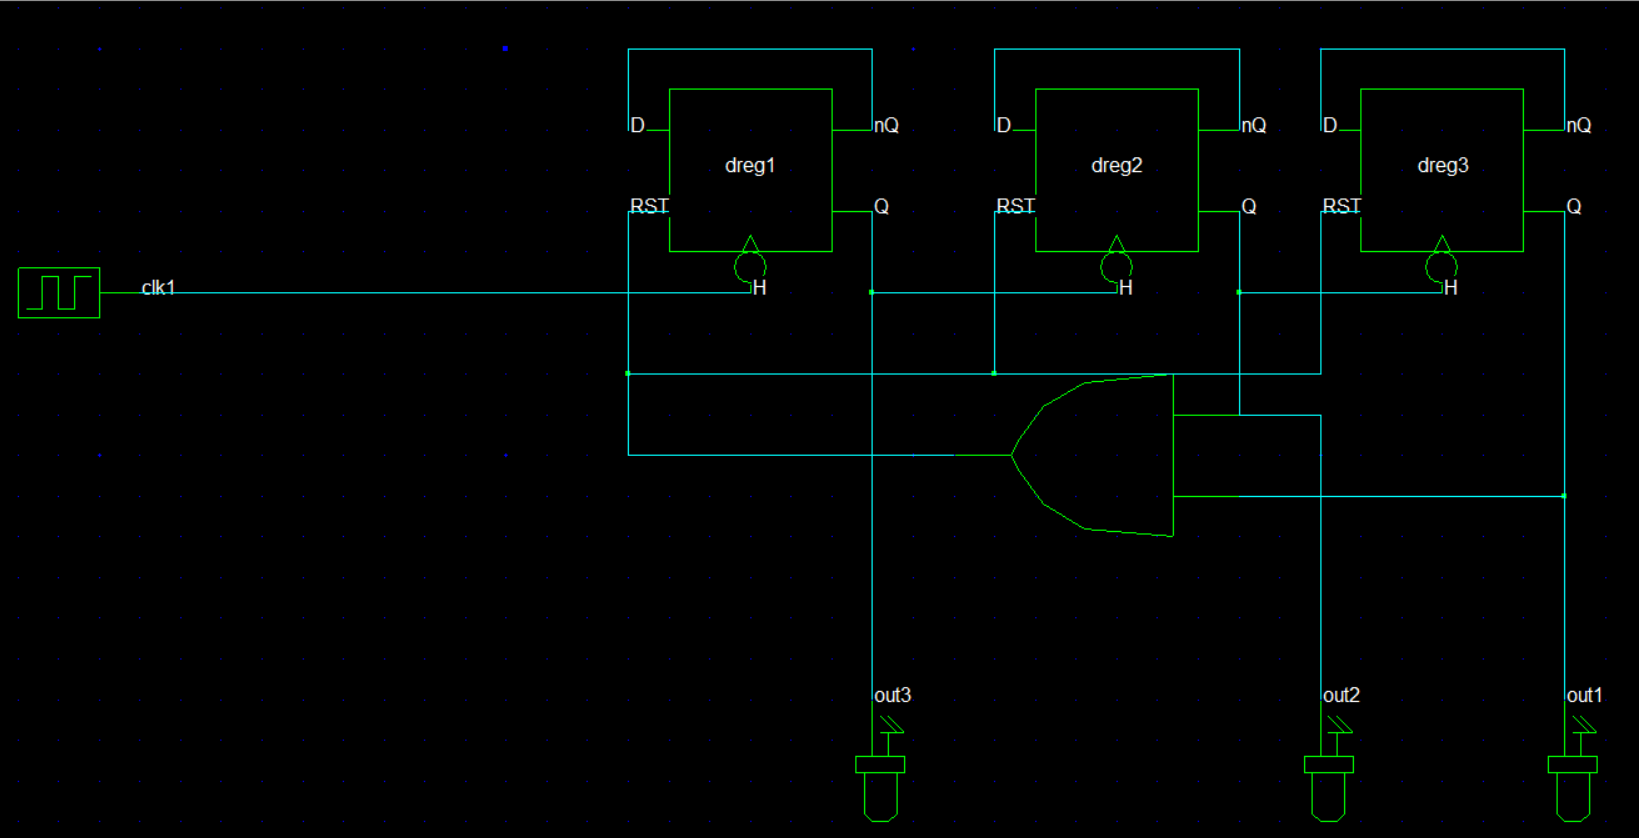 D
nQ
D
nQ
D
nQ
dreg1
dreg2
dreg3
RST
Q
RST
Q
RST
Q
clk1
H
H
H
out3
out2
out1